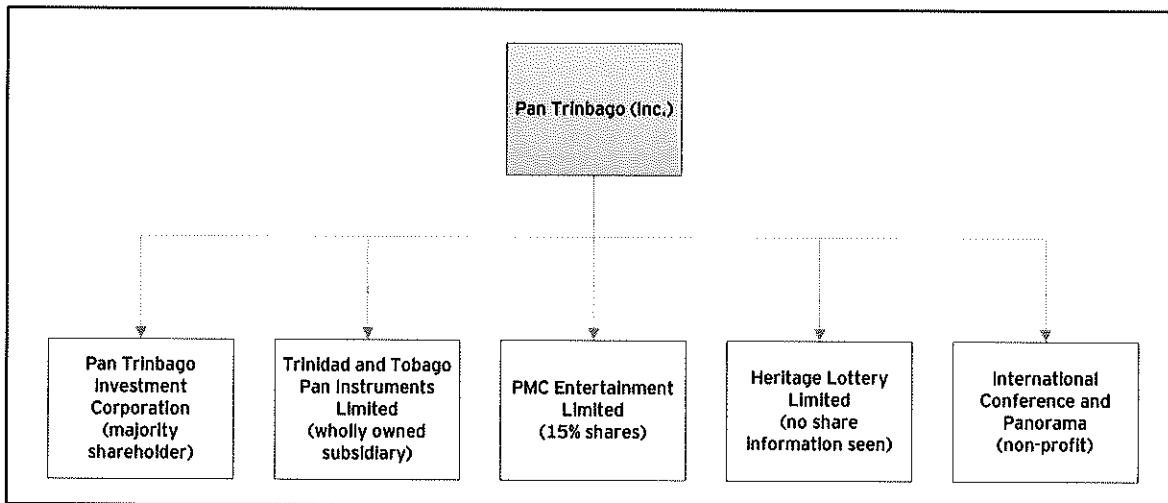 Pan Trinbago (Inc.)
Pan Trinbago
Investment
Corporation
(majority
shareholder)
Trinidad and Tobago
Pan Instruments
Limited
(wholly owned
subsidiary)
PMC Entertainment
Limited
(15% shares)
Heritage Lottery
Limited
(no share
information seen)
International
Conference and
Panorama
(non-profit)